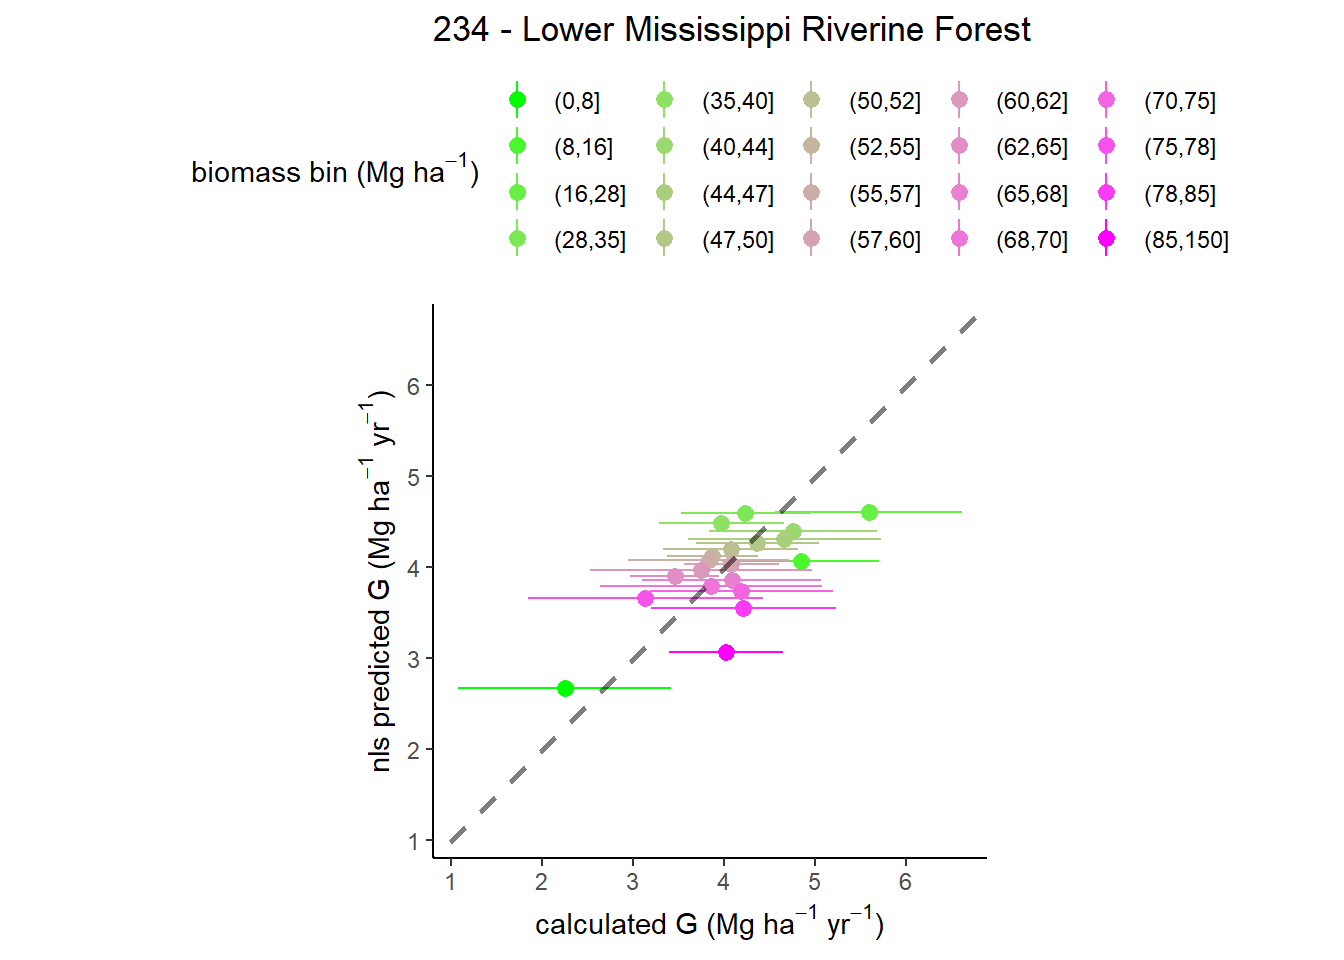 234 - Lower Mississippi Riverine Forest
biomass bin (Mg ha⁻¹)
(0,8] (35,40] (50,52] (60,62] (70,75]
(8,16] (40,44] (52,55] (62,65] (75,78]
(16,28] (44,47] (55,57] (65,68] (78,85]
(28,35] (47,50] (57,60] (68,70] (85,150]
nls predicted G (Mg ha⁻¹ yr⁻¹)
6
5
4
3
2
1
1 2 3 4 5 6
calculated G (Mg ha⁻¹ yr⁻¹)